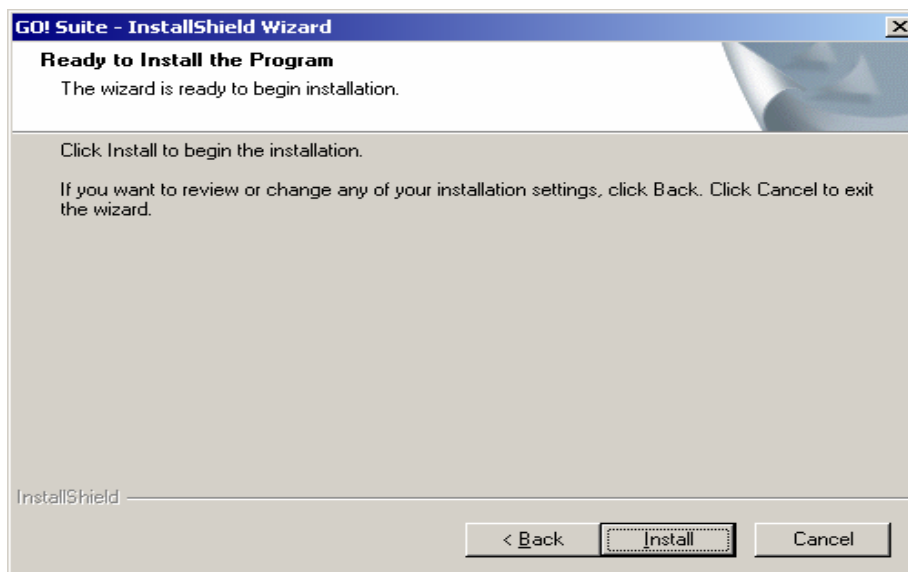 GO! Suite - InstallShield Wizard
Ready to Install the Program
The wizard is ready to begin installation.
Click Install to begin the installation.
If you want to review or change any of your installation settings, click Back. Click Cancel to exit
the wizard.
InstallShield
< Back
Install
Cancel